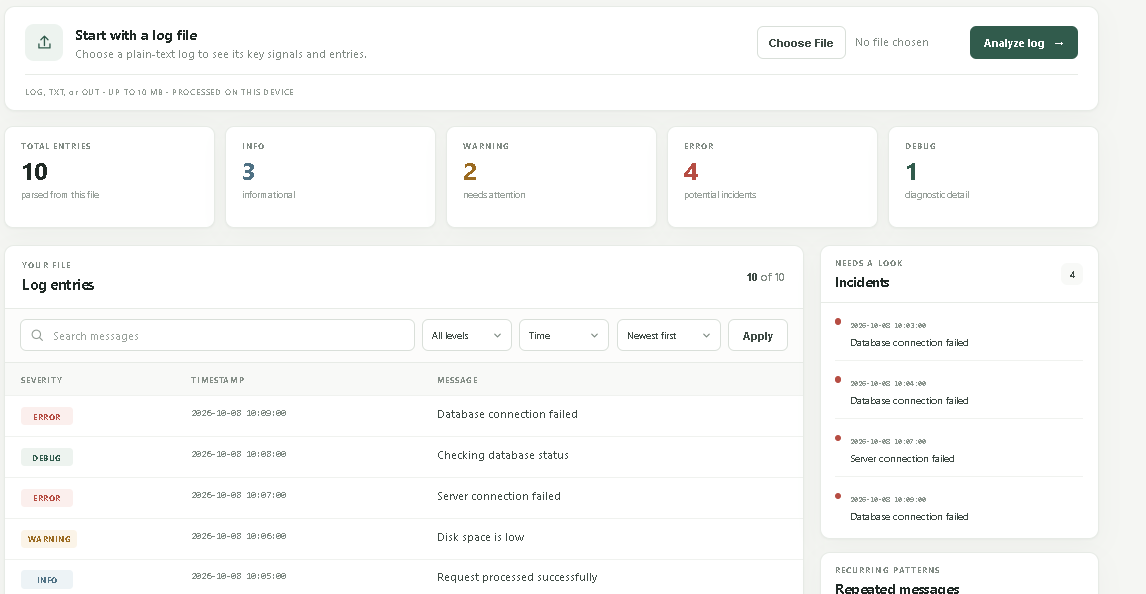 Start with a log file
Choose a plain-text log to see its key signals and entries.
Choose File No file chosen
Analyze log →
LOG, TXT, or OUT · UP TO 10 MB · PROCESSED ON THIS DEVICE
TOTAL ENTRIES
10
parsed from this file
INFO
3
informational
WARNING
2
needs attention
ERROR
4
potential incidents
DEBUG
1
diagnostic detail
YOUR FILE
Log entries
10 of 10
Search messages
All levels
Time
Newest first
Apply
SEVERITY TIMESTAMP MESSAGE
ERROR 2026-10-08 10:09:00 Database connection failed
DEBUG 2026-10-08 10:08:00 Checking database status
ERROR 2026-10-08 10:07:00 Server connection failed
WARNING 2026-10-08 10:06:00 Disk space is low
INFO 2026-10-08 10:05:00 Request processed successfully
NEEDS A LOOK
Incidents
4
2026-10-08 10:03:00
Database connection failed
2026-10-08 10:04:00
Database connection failed
2026-10-08 10:07:00
Server connection failed
2026-10-08 10:09:00
Database connection failed
RECURRING PATTERNS
Repeated messages